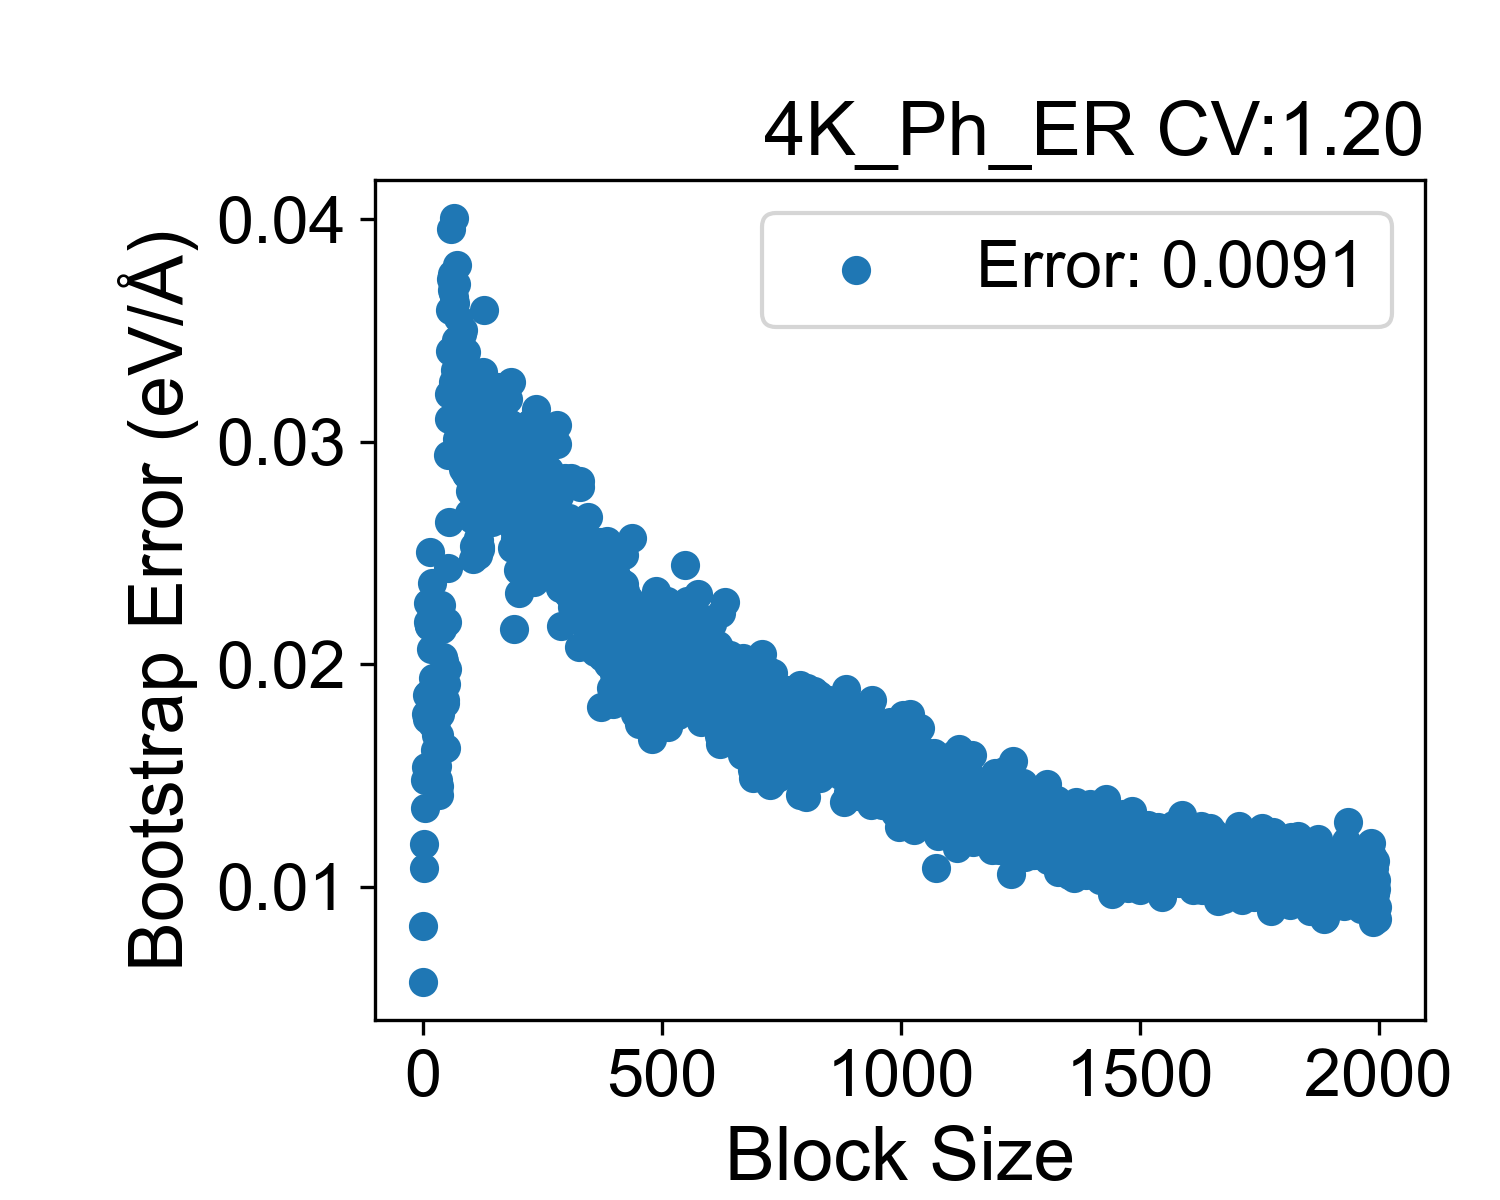 4K_Ph_ER CV:1.20
Error: 0.0091
Bootstrap Error (eV/Å)
0.04
0.03
0.02
0.01
0 500 1000 1500 2000
Block Size